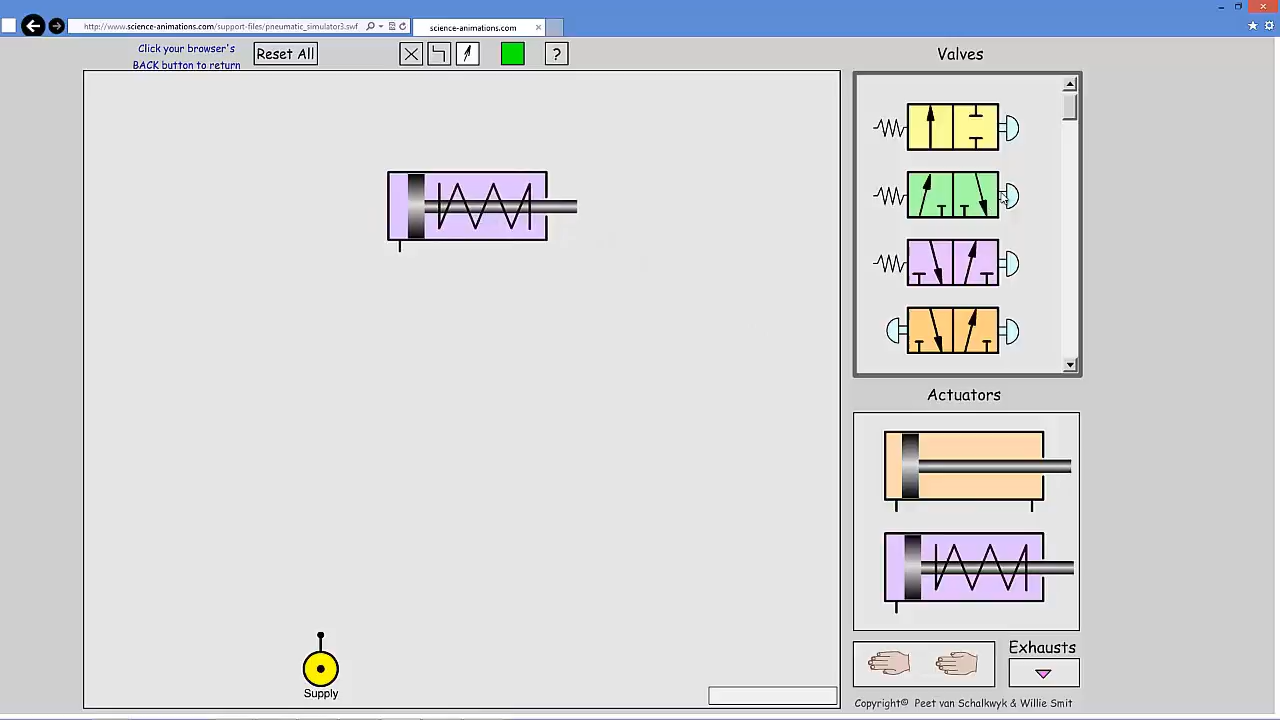 http://www.science-animations.com/support-files/pneumatic_simulator3.swf
science-animations.com
Click your browser's
BACK button to return
Reset All
?
Valves
Actuators
Exhausts
Supply
Copyright© Peet van Schalkwyk & Willie Smit